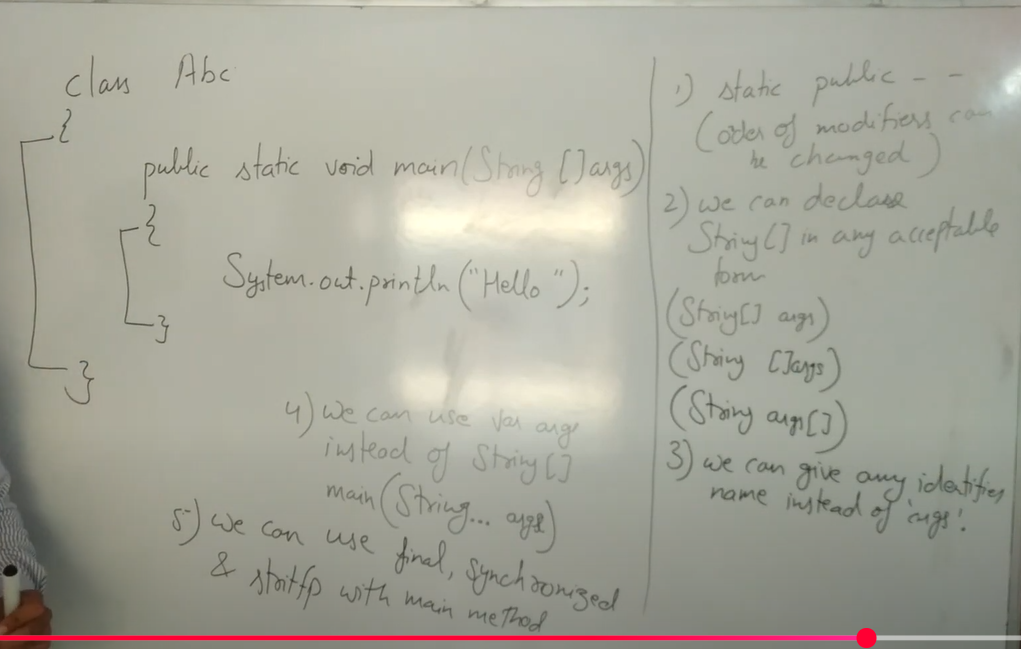 class Abc
{
public static void main(String []args)
{
System.out.println("Hello");
}
}
1) static public - -
(order of modifiers can
be changed)
2) we can declare
String[] in any acceptable
form
(String[] args)
(String []args)
(String args[])
3) we can give any identifier
name instead of 'args'.
4) we can use var args
instead of String[]
main(String... args)
5) we can use final, synchronized
& stritfp with main method